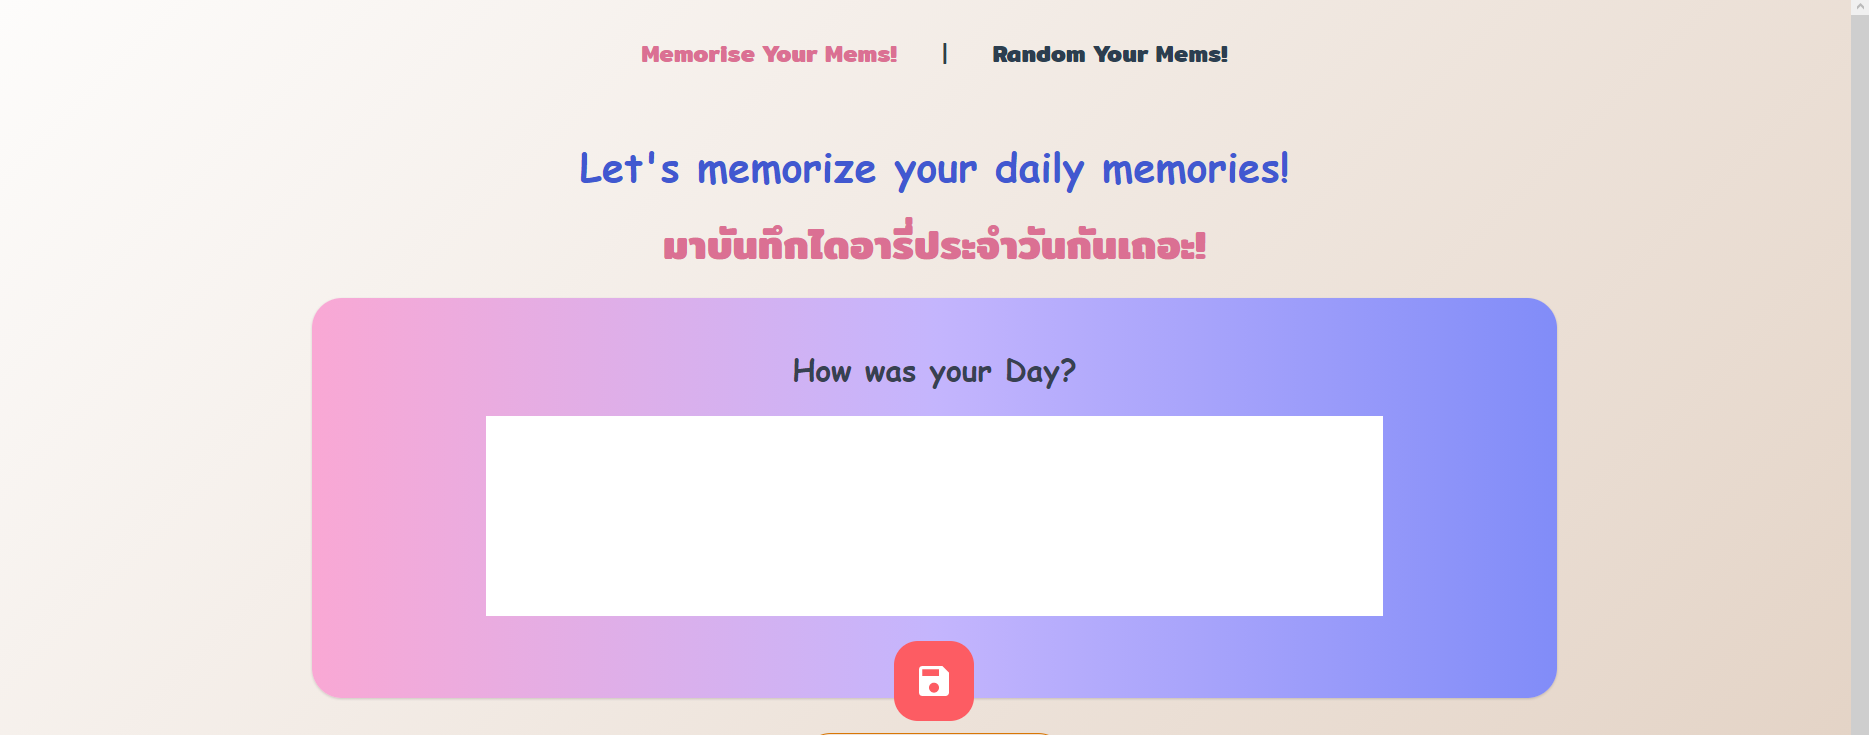 Memorise Your Mems! | Random Your Mems!
Let's memorize your daily memories!
มาบันทึกไดอารี่ประจำวันกันเถอะ!
How was your Day?